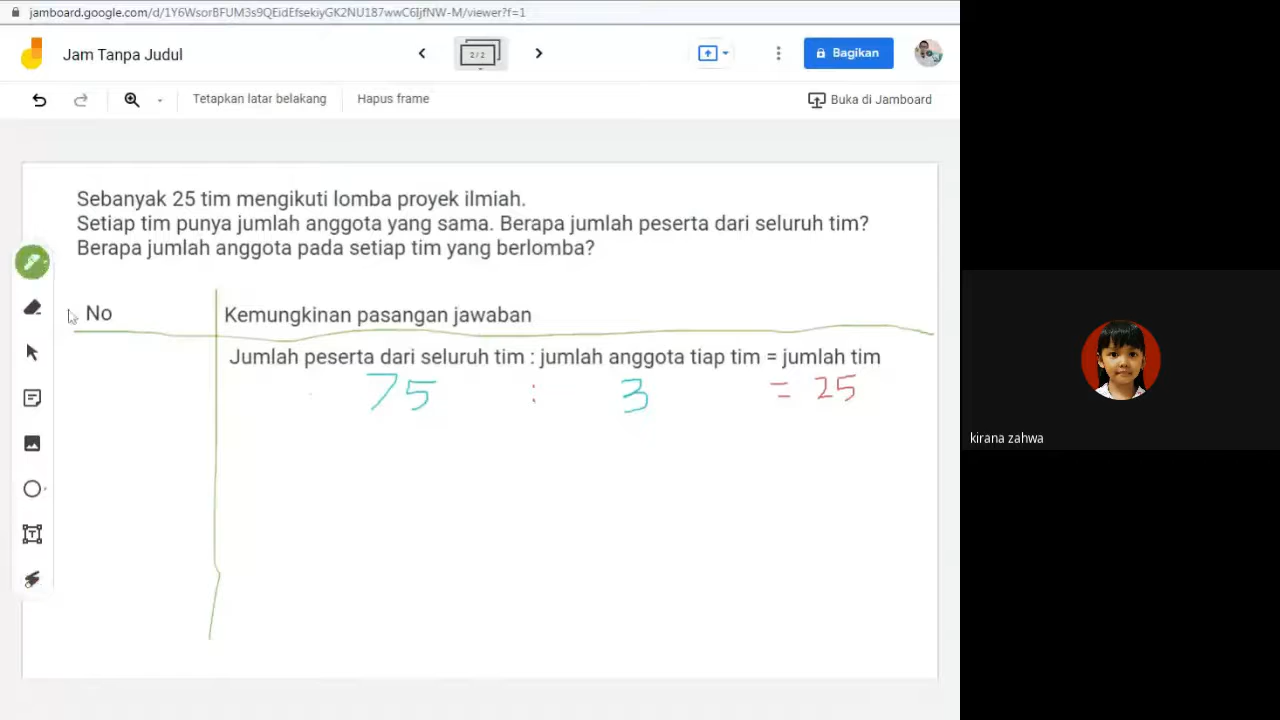 jamboard.google.com/d/1Y6WsorBFUM3s9QEidEfsekiyGK2NU187wwC6IjfNW-M/viewer?f=1
Jam Tanpa Judul
2/2
Bagikan
Tetapkan latar belakang
Hapus frame
Buka di Jamboard
Sebanyak 25 tim mengikuti lomba proyek ilmiah.
Setiap tim punya jumlah anggota yang sama. Berapa jumlah peserta dari seluruh tim?
Berapa jumlah anggota pada setiap tim yang berlomba?
No
Kemungkinan pasangan jawaban
Jumlah peserta dari seluruh tim : jumlah anggota tiap tim = jumlah tim
75 : 3 = 25
kirana zahwa